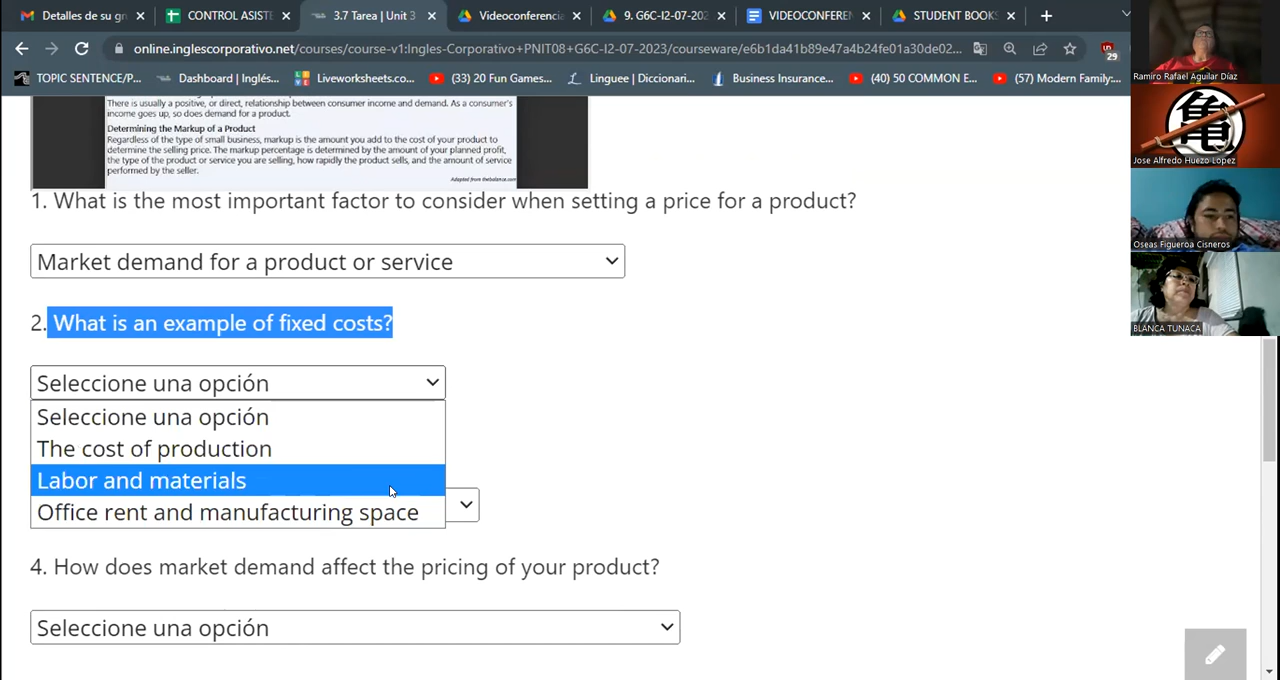 Detalles de su gr
CONTROL ASIST
3.7 Tarea | Unit 3
Videoconferencia
9. G6C-I2-07-202
VIDEOCONFEREN
STUDENT BOOKS
online.inglescorporativo.net/courses/course-v1:Ingles-Corporativo+PNIT08+G6C-I2-07-2023/courseware/e6b1da41b89e47a4b24fe01a30de02...
29
TOPIC SENTENCE/P...
Dashboard | Inglés...
Liveworksheets.co...
(33) 20 Fun Games...
Linguee | Diccionari...
Business Insurance...
(40) 50 COMMON E...
(57) Modern Family:...
There is usually a positive, or direct, relationship between consumer income and demand. As a consumer's
income goes up, so does demand for a product.
Determining the Markup of a Product
Regardless of the type of small business, markup is the amount you add to the cost of your product to
determine the selling price. The markup percentage is determined by the amount of your planned profit,
the type of the product or service you are selling, how rapidly the product sells, and the amount of service
performed by the seller.
Adapted from thebalance.com
1. What is the most important factor to consider when setting a price for a product?
Market demand for a product or service
2. What is an example of fixed costs?
Seleccione una opción
Seleccione una opción
The cost of production
Labor and materials
Office rent and manufacturing space
4. How does market demand affect the pricing of your product?
Seleccione una opción
Ramiro Rafael Aguilar Díaz
亀
Jose Alfredo Huezo Lopez
Oseas Figueroa Cisneros
BLANCA TUNACA